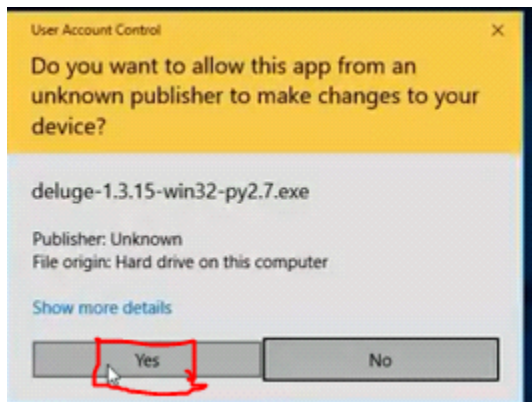 User Account Control
Do you want to allow this app from an
unknown publisher to make changes to your
device?
deluge-1.3.15-win32-py2.7.exe
Publisher: Unknown
File origin: Hard drive on this computer
Show more details
Yes
No